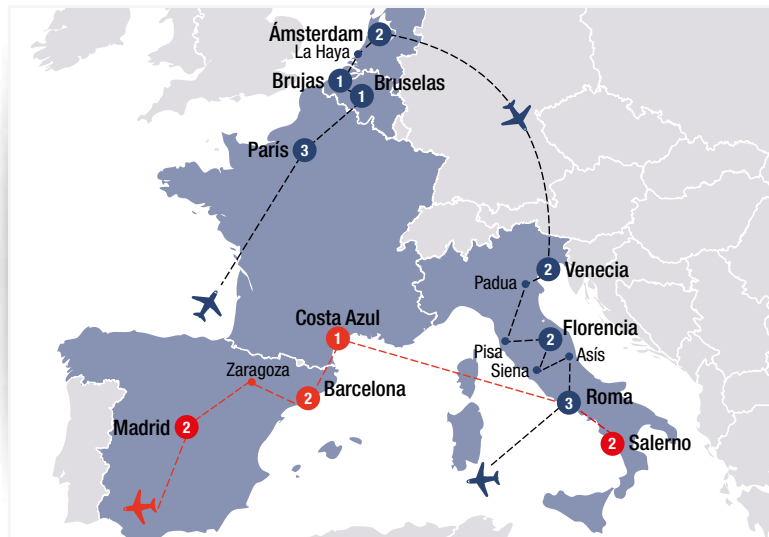 Ámsterdam
2
La Haya
Brujas
1
Bruselas
1
París
3
2
Venecia
Padua
Costa Azul
1
Florencia
2
Pisa
Siena
Asís
Zaragoza
Barcelona
2
Roma
3
Madrid
2
Salerno
2